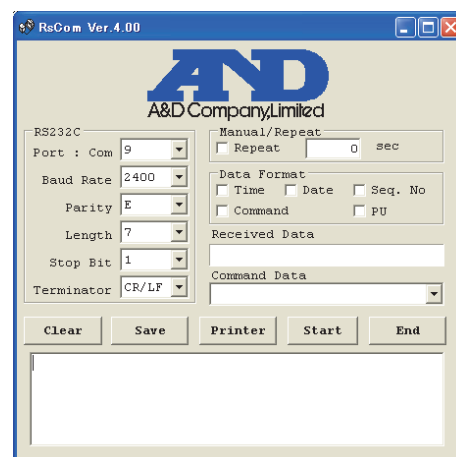 RsCom Ver.4.00
AND
A&D Company,Limited
RS232C
Port : Com 9
Baud Rate 2400
Parity E
Length 7
Stop Bit 1
Terminator CR/LF
Manual/Repeat
Repeat 0 sec
Data Format
Time Date Seq. No
Command PU
Received Data
Command Data
Clear Save Printer Start End